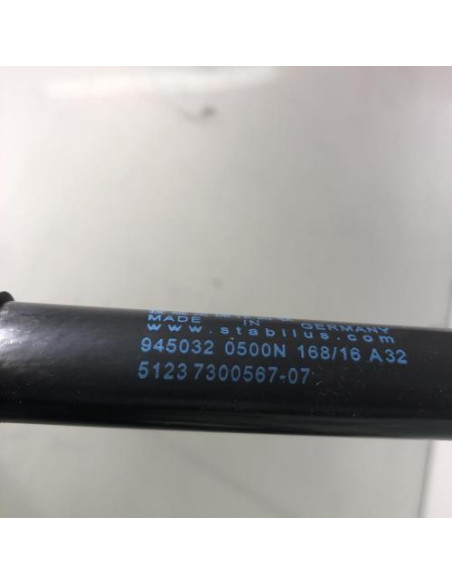 MADE IN GERMANY
www.stabilus.com
945032 0500N 168/16 A32
5123 7300567-07